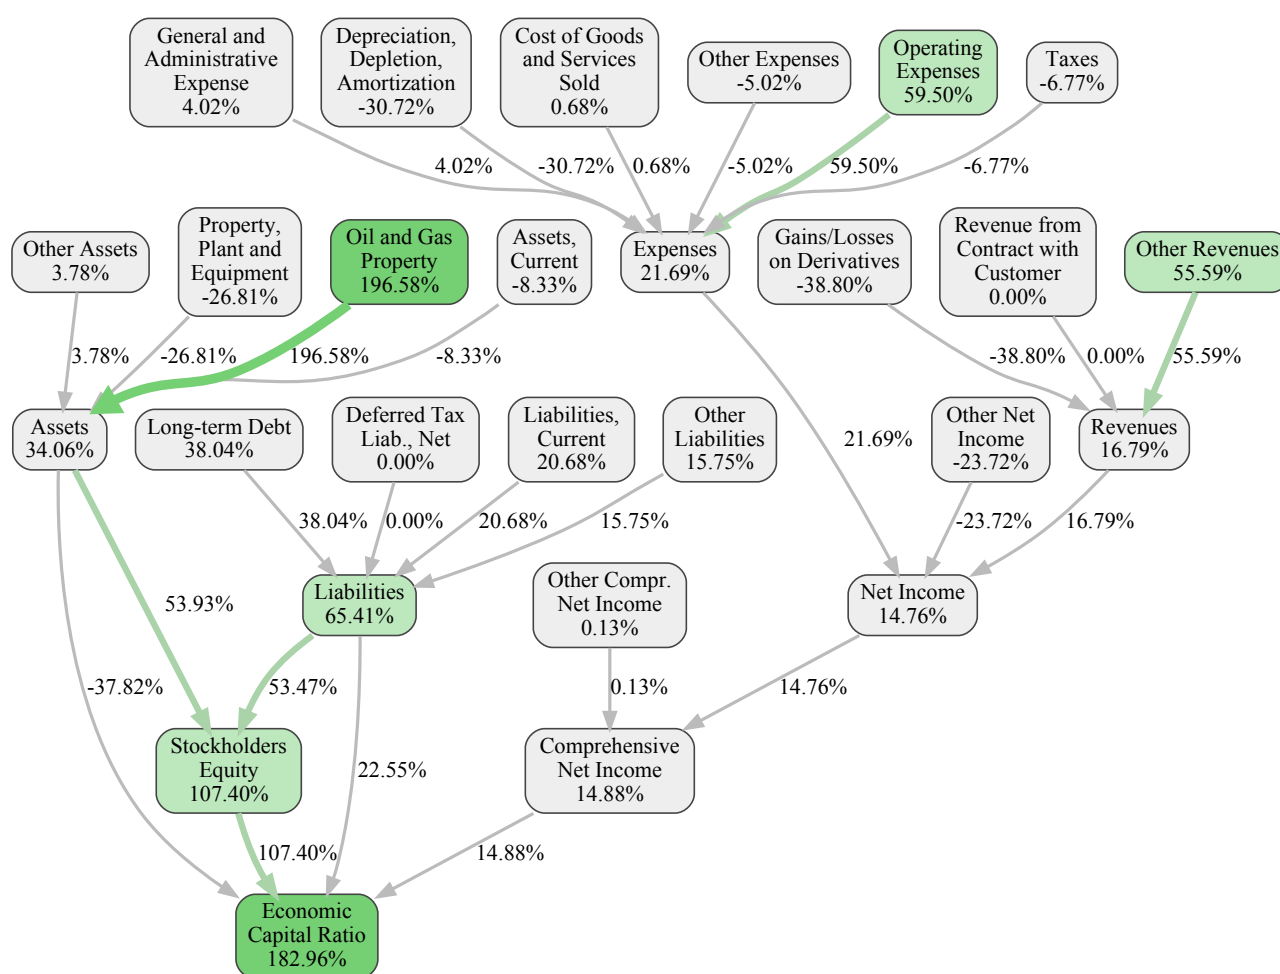 General and
Administrative
Expense
4.02%
Depreciation,
Depletion,
Amortization
-30.72%
Cost of Goods
and Services
Sold
0.68%
Other Expenses
-5.02%
Operating
Expenses
59.50%
Taxes
-6.77%
4.02%
-30.72%
0.68%
-5.02%
59.50%
-6.77%
Other Assets
3.78%
Property,
Plant and
Equipment
-26.81%
Oil and Gas
Property
196.58%
Assets,
Current
-8.33%
Expenses
21.69%
Gains/Losses
on Derivatives
-38.80%
Revenue from
Contract with
Customer
0.00%
Other Revenues
55.59%
3.78%
-26.81%
196.58%
-8.33%
-38.80%
0.00%
55.59%
Assets
34.06%
Long-term Debt
38.04%
Deferred Tax
Liab., Net
0.00%
Liabilities,
Current
20.68%
Other
Liabilities
15.75%
21.69%
Other Net
Income
-23.72%
Revenues
16.79%
38.04%
0.00%
20.68%
15.75%
-23.72%
16.79%
53.93%
Liabilities
65.41%
Other Compr.
Net Income
0.13%
Net Income
14.76%
-37.82%
53.47%
0.13%
14.76%
Stockholders
Equity
107.40%
22.55%
Comprehensive
Net Income
14.88%
107.40%
14.88%
Economic
Capital Ratio
182.96%